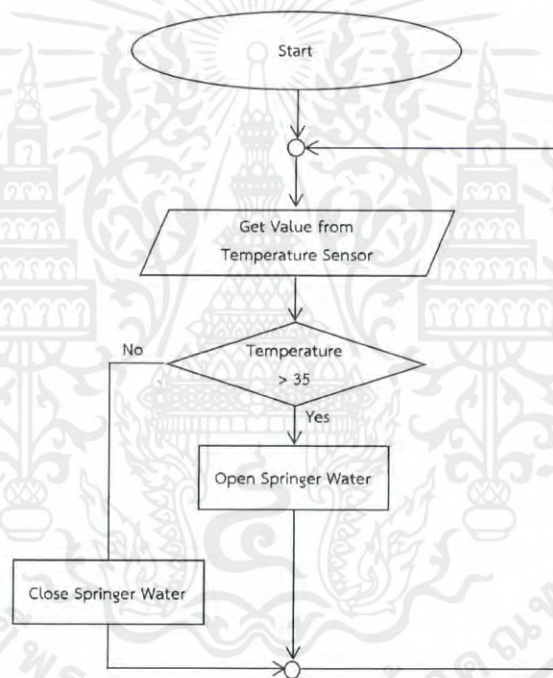 Start
Get Value from
Temperature Sensor
Temperature
> 35
No
Yes
Open Springer Water
Close Springer Water